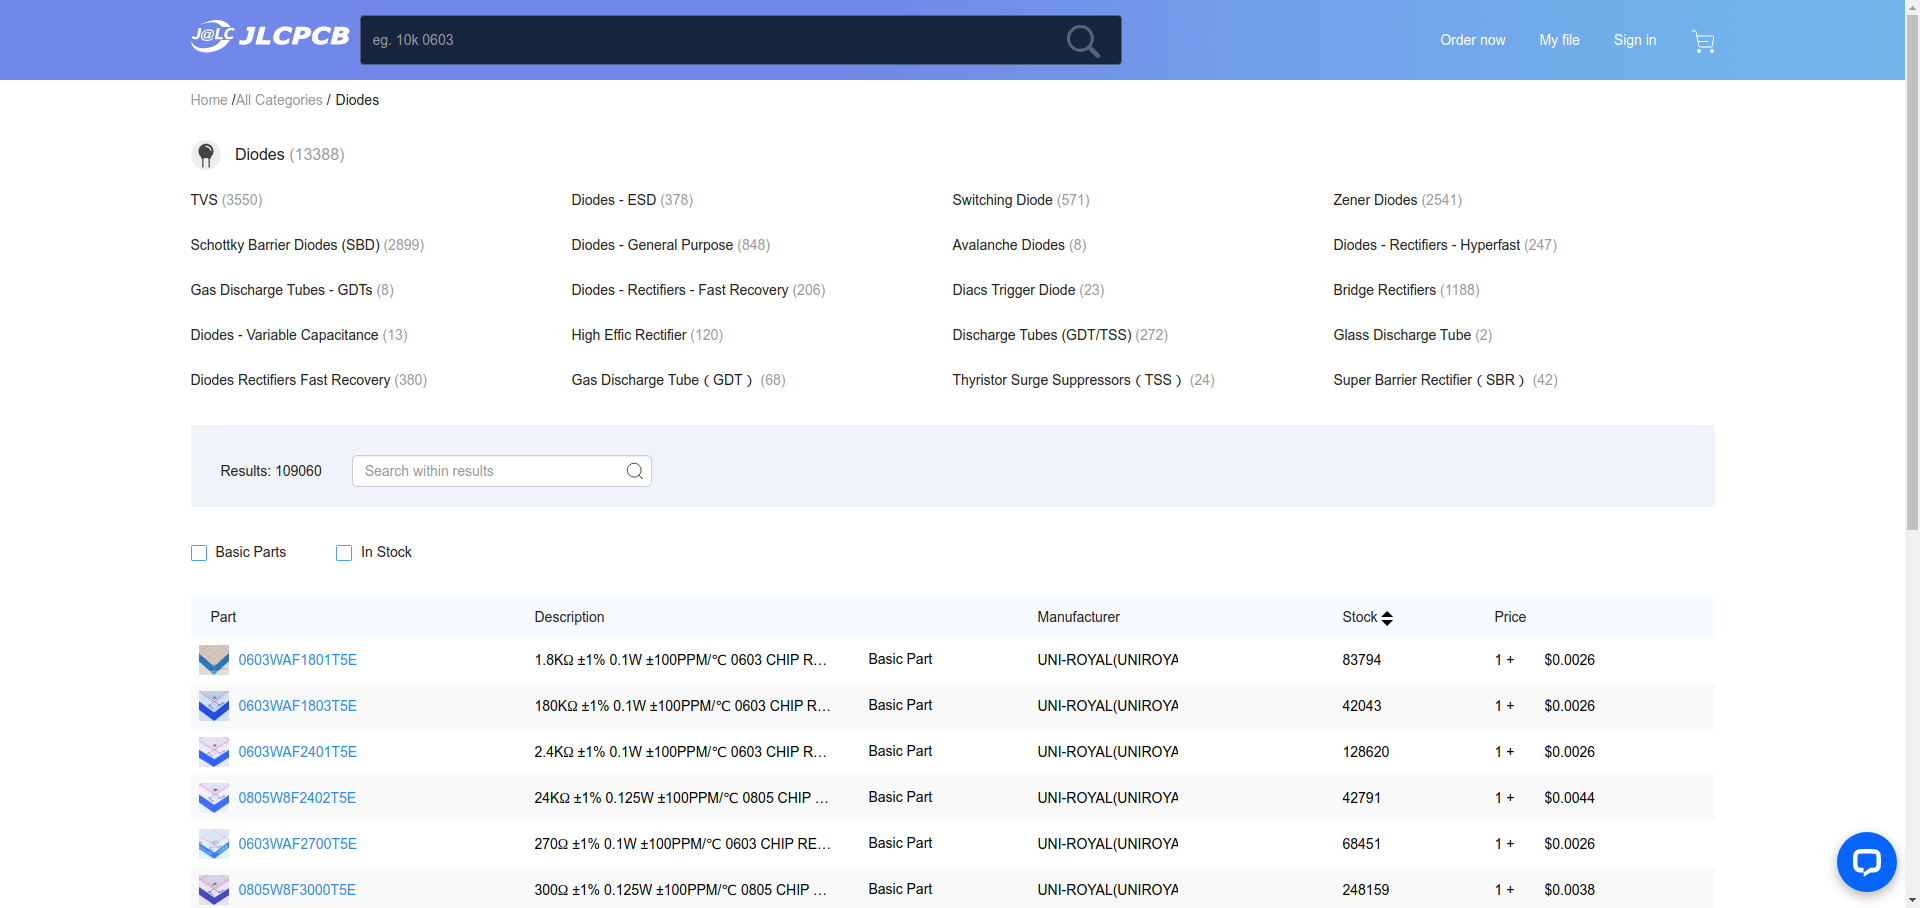 J@LC JLCPCB
eg. 10k 0603
Order now My file Sign in
Home /All Categories / Diodes
Diodes (13388)
TVS (3550) Diodes - ESD (378) Switching Diode (571) Zener Diodes (2541)
Schottky Barrier Diodes (SBD) (2899) Diodes - General Purpose (848) Avalanche Diodes (8) Diodes - Rectifiers - Hyperfast (247)
Gas Discharge Tubes - GDTs (8) Diodes - Rectifiers - Fast Recovery (206) Diacs Trigger Diode (23) Bridge Rectifiers (1188)
Diodes - Variable Capacitance (13) High Effic Rectifier (120) Discharge Tubes (GDT/TSS) (272) Glass Discharge Tube (2)
Diodes Rectifiers Fast Recovery (380) Gas Discharge Tube（GDT） (68) Thyristor Surge Suppressors（TSS） (24) Super Barrier Rectifier（SBR） (42)
Results: 109060 Search within results
Basic Parts In Stock
Part Description Manufacturer Stock Price
0603WAF1801T5E 1.8KΩ ±1% 0.1W ±100PPM/℃ 0603 CHIP R... Basic Part UNI-ROYAL(UNIROYA 83794 1 + $0.0026
0603WAF1803T5E 180KΩ ±1% 0.1W ±100PPM/℃ 0603 CHIP R... Basic Part UNI-ROYAL(UNIROYA 42043 1 + $0.0026
0603WAF2401T5E 2.4KΩ ±1% 0.1W ±100PPM/℃ 0603 CHIP R... Basic Part UNI-ROYAL(UNIROYA 128620 1 + $0.0026
0805W8F2402T5E 24KΩ ±1% 0.125W ±100PPM/℃ 0805 CHIP ... Basic Part UNI-ROYAL(UNIROYA 42791 1 + $0.0044
0603WAF2700T5E 270Ω ±1% 0.1W ±100PPM/℃ 0603 CHIP RE... Basic Part UNI-ROYAL(UNIROYA 68451 1 + $0.0026
0805W8F3000T5E 300Ω ±1% 0.125W ±100PPM/℃ 0805 CHIP ... Basic Part UNI-ROYAL(UNIROYA 248159 1 + $0.0038